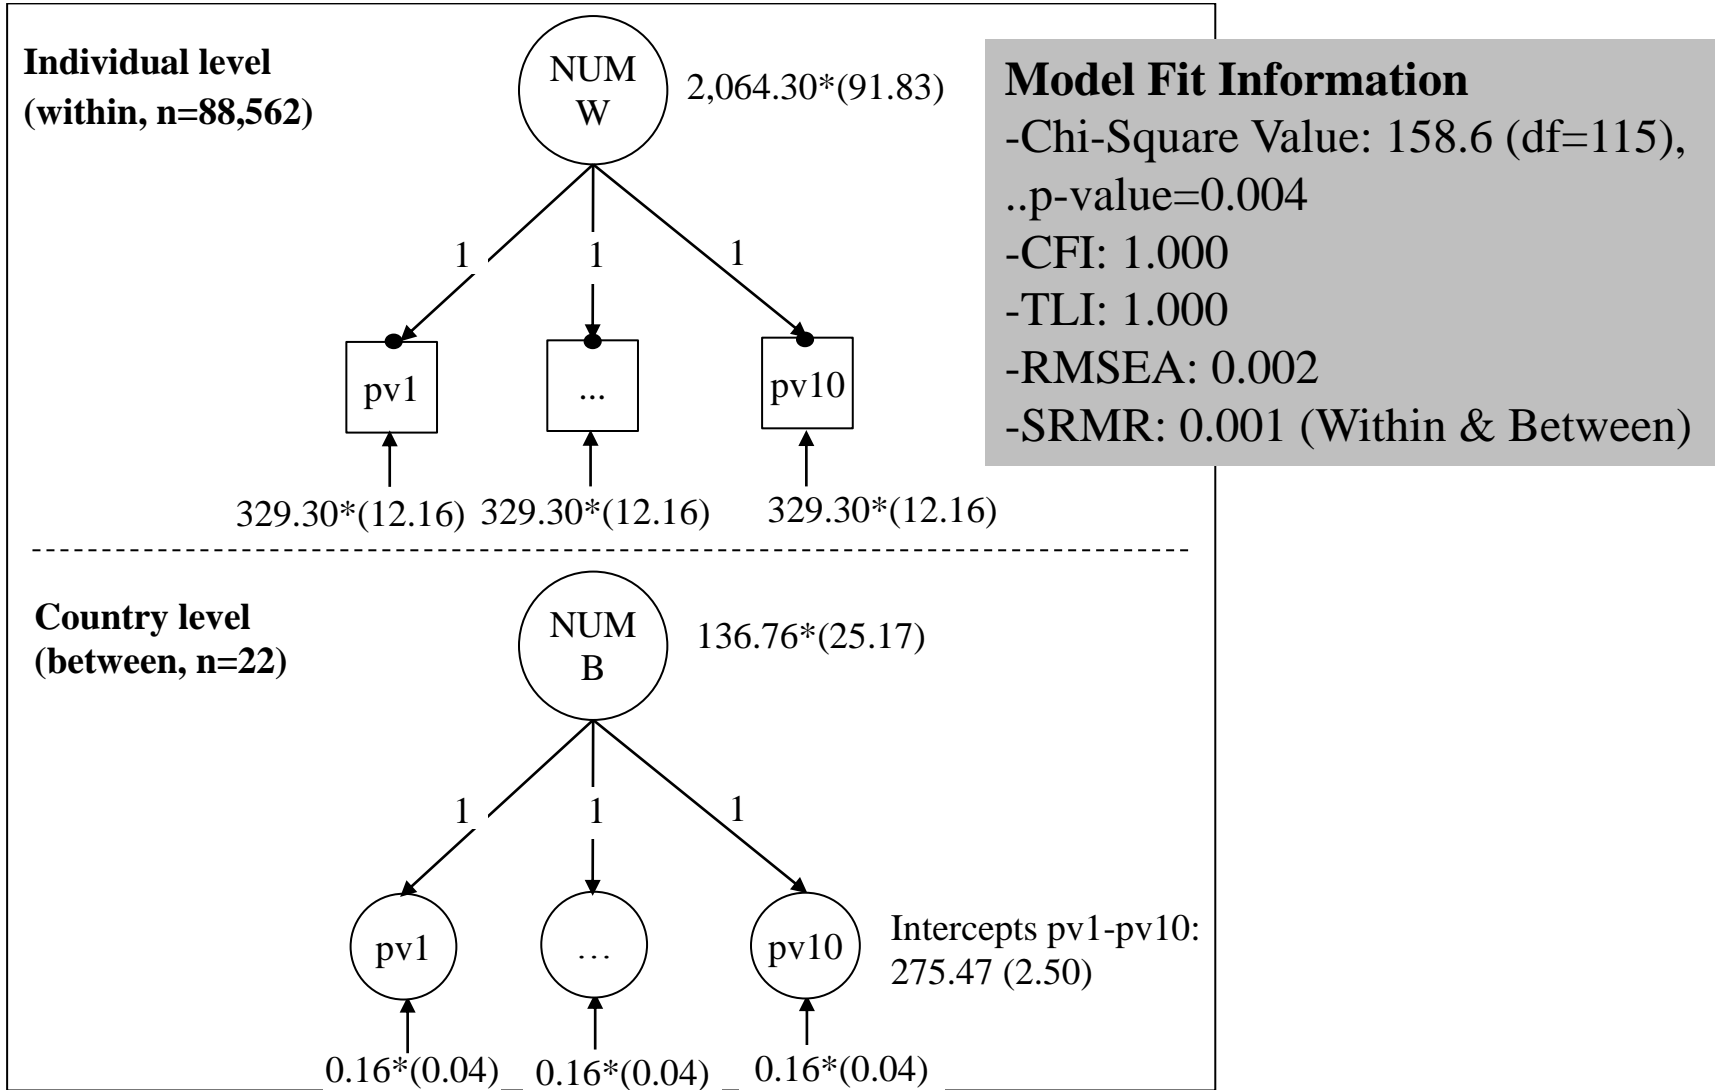 Individual level
(within, n=88,562)
NUM
W
2,064.30*(91.83)
Model Fit Information
-Chi-Square Value: 158.6 (df=115),
..p-value=0.004
-CFI: 1.000
-TLI: 1.000
-RMSEA: 0.002
-SRMR: 0.001 (Within & Between)
1 1 1
pv1 ... pv10
329.30*(12.16) 329.30*(12.16) 329.30*(12.16)
Country level
(between, n=22)
NUM
B
136.76*(25.17)
1 1 1
pv1 … pv10
Intercepts pv1-pv10:
275.47 (2.50)
0.16*(0.04) 0.16*(0.04) 0.16*(0.04)